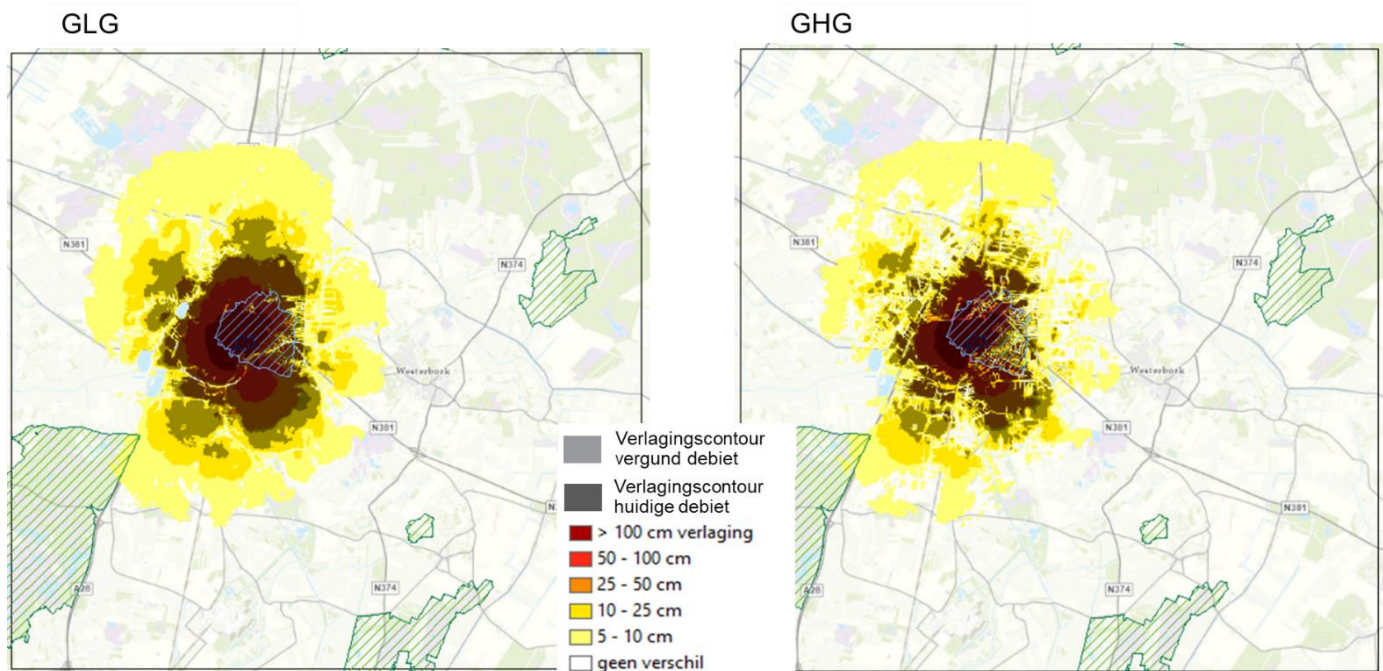 GLG
GHG
N381
N374
Westerbork
N381
A28
N374
N381
N374
Westerbork
N381
N381
A28
N374
Verlagingscontour
vergund debiet
Verlagingscontour
huidige debiet
> 100 cm verlaging
50 - 100 cm
25 - 50 cm
10 - 25 cm
5 - 10 cm
geen verschil